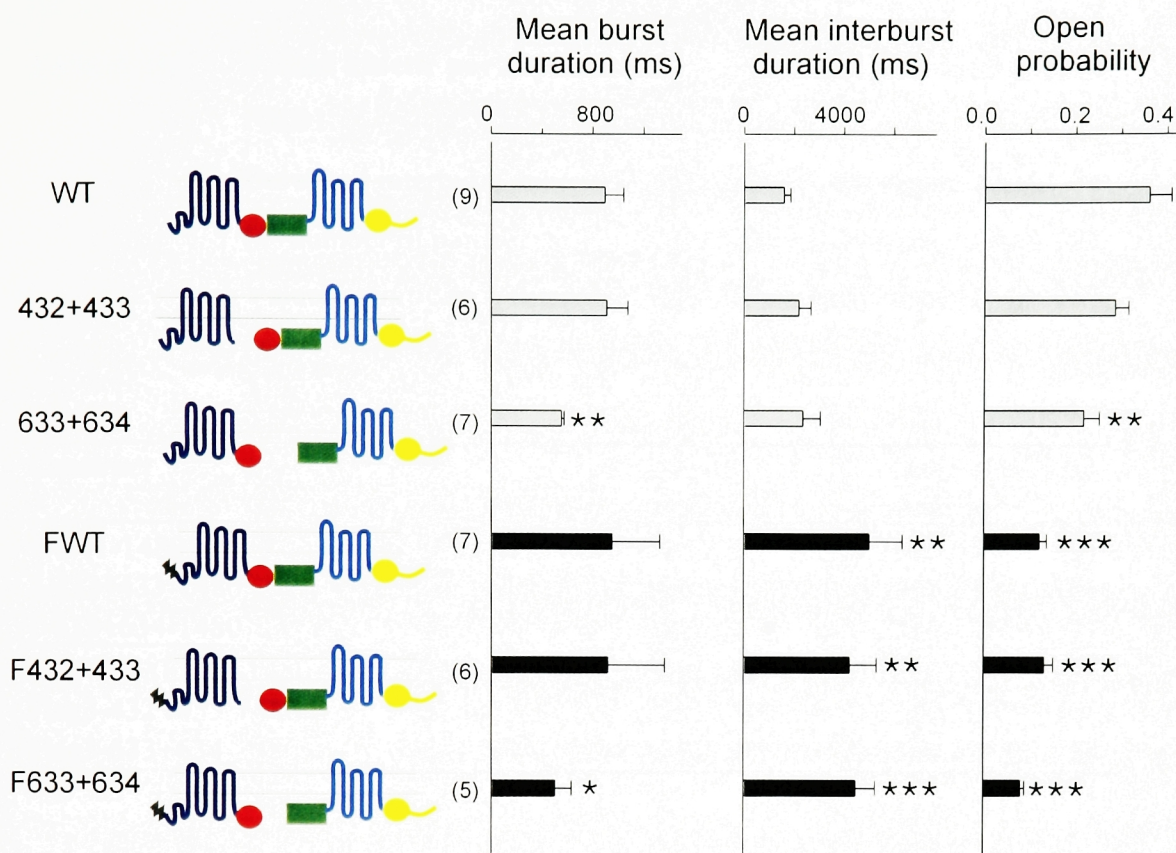 Mean burst
duration (ms)
Mean interburst
duration (ms)
Open
probability
0 800
0 4000
0.0 0.2 0.4
WT (9)
432+433 (6)
633+634 (7) ** **
FWT (7) ** ***
F432+433 (6) ** ***
F633+634 (5) * *** ***